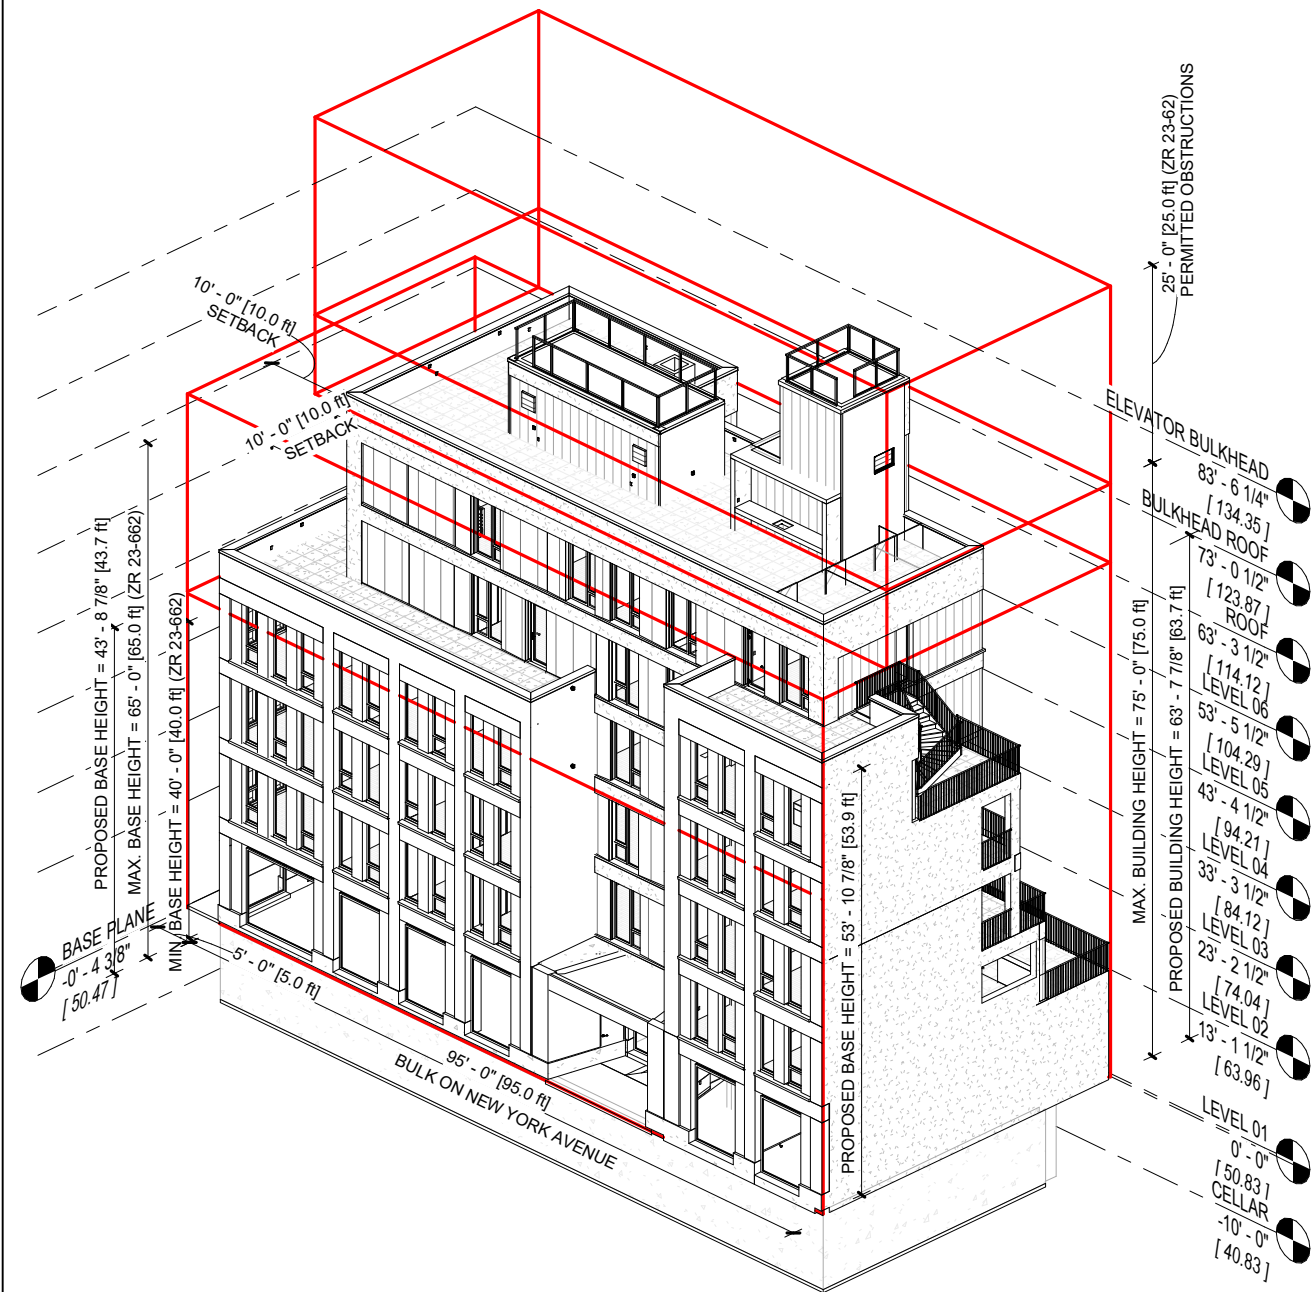 25' - 0" [25.0 ft] (ZR 23-62)
PERMITTED OBSTRUCTIONS
10' - 0" [10.0 ft]
SETBACK
10' - 0" [10.0 ft]
SETBACK
ELEVATOR BULKHEAD
83' - 6 1/4"
[ 134.35 ]
BULKHEAD ROOF
73' - 0 1/2"
[ 123.87 ]
ROOF
63' - 3 1/2"
[ 114.12 ]
LEVEL 06
53' - 5 1/2"
[ 104.29 ]
LEVEL 05
43' - 4 1/2"
[ 94.21 ]
LEVEL 04
33' - 3 1/2"
[ 84.12 ]
LEVEL 03
23' - 2 1/2"
[ 74.04 ]
LEVEL 02
13' - 1 1/2"
[ 63.96 ]
LEVEL 01
0' - 0"
[ 50.83 ]
CELLAR
-10' - 0"
[ 40.83 ]
PROPOSED BASE HEIGHT = 43' - 8 7/8" [43.7 ft]
MAX. BASE HEIGHT = 65' - 0" [65.0 ft] (ZR 23-662)
MIN. BASE HEIGHT = 40' - 0" [40.0 ft] (ZR 23-662)
BASE PLANE
-0' - 4 3/8"
[ 50.47 ]
5' - 0" [5.0 ft]
95' - 0" [95.0 ft]
BULK ON NEW YORK AVENUE
PROPOSED BASE HEIGHT = 53' - 10 7/8" [53.9 ft]
MAX. BUILDING HEIGHT = 75' - 0" [75.0 ft]
PROPOSED BUILDING HEIGHT = 63' - 7 7/8" [63.7 ft]